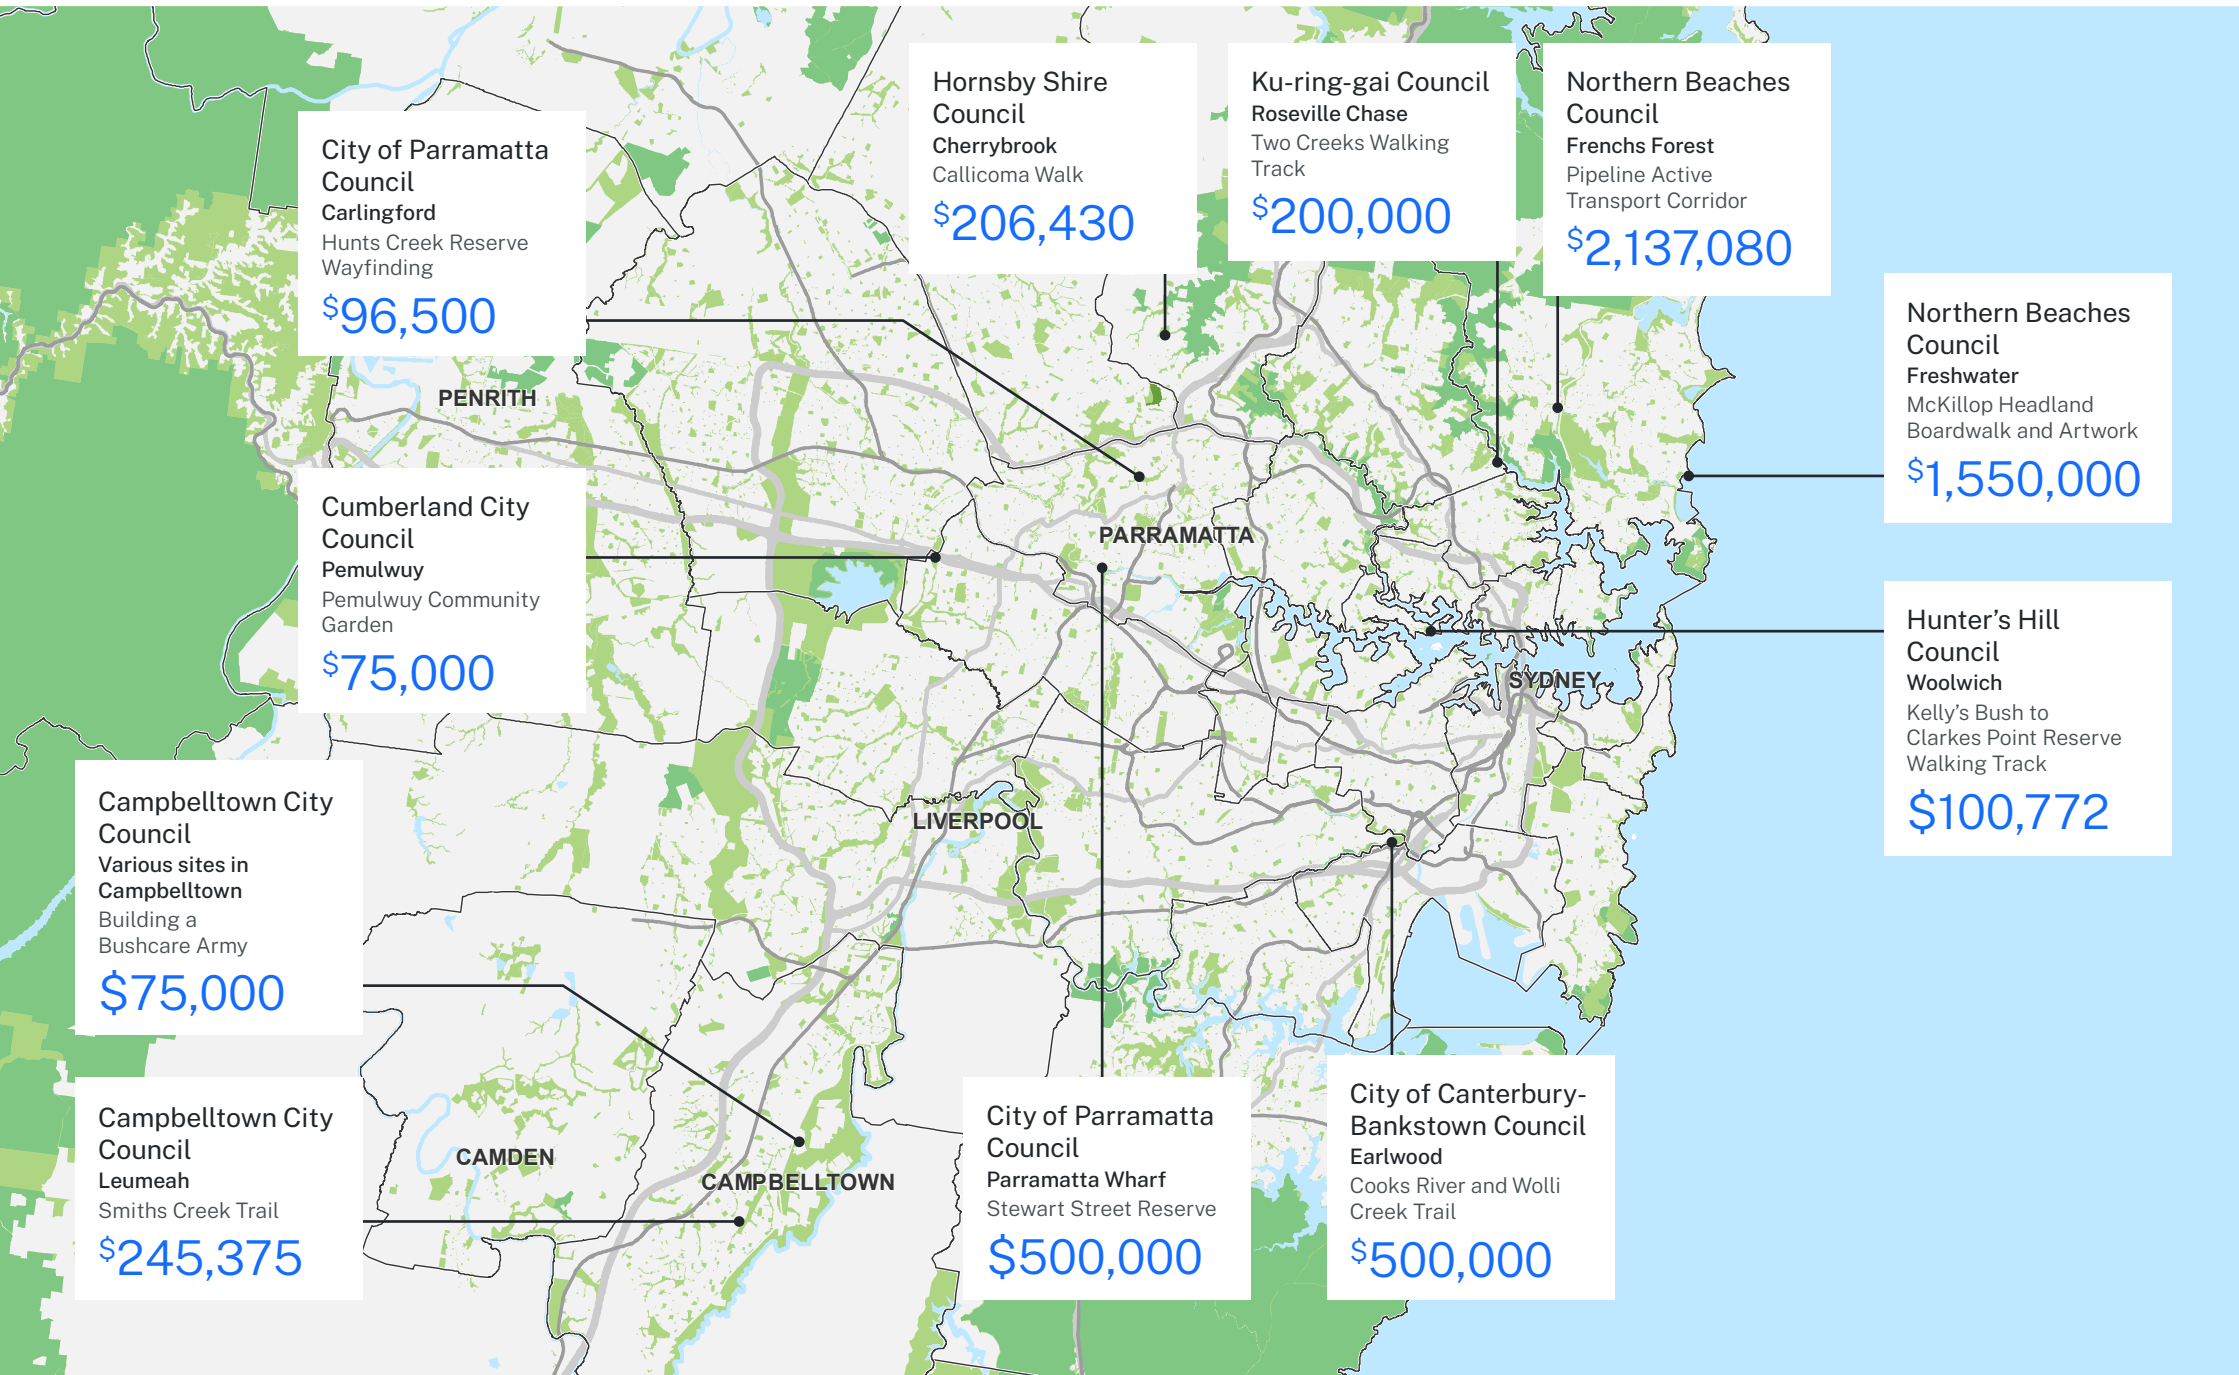 Hornsby Shire
Council
Cherrybrook
Callicoma Walk
$206,430
Ku-ring-gai Council
Roseville Chase
Two Creeks Walking
Track
$200,000
Northern Beaches
Council
Frenchs Forest
Pipeline Active
Transport Corridor
$2,137,080
City of Parramatta
Council
Carlingford
Hunts Creek Reserve
Wayfinding
$96,500
Northern Beaches
Council
Freshwater
McKillop Headland
Boardwalk and Artwork
$1,550,000
PENRITH
Cumberland City
Council
Pemulwuy
Pemulwuy Community
Garden
$75,000
PARRAMATTA
Hunter’s Hill
Council
Woolwich
Kelly’s Bush to
Clarkes Point Reserve
Walking Track
$100,772
SYDNEY
LIVERPOOL
Campbelltown City
Council
Various sites in
Campbelltown
Building a
Bushcare Army
$75,000
Campbelltown City
Council
Leumeah
Smiths Creek Trail
$245,375
CAMDEN
CAMPBELLTOWN
City of Parramatta
Council
Parramatta Wharf
Stewart Street Reserve
$500,000
City of Canterbury-
Bankstown Council
Earlwood
Cooks River and Wolli
Creek Trail
$500,000